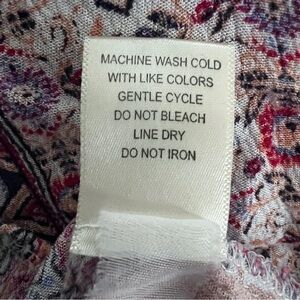 MACHINE WASH COLD
WITH LIKE COLORS
GENTLE CYCLE
DO NOT BLEACH
LINE DRY
DO NOT IRON